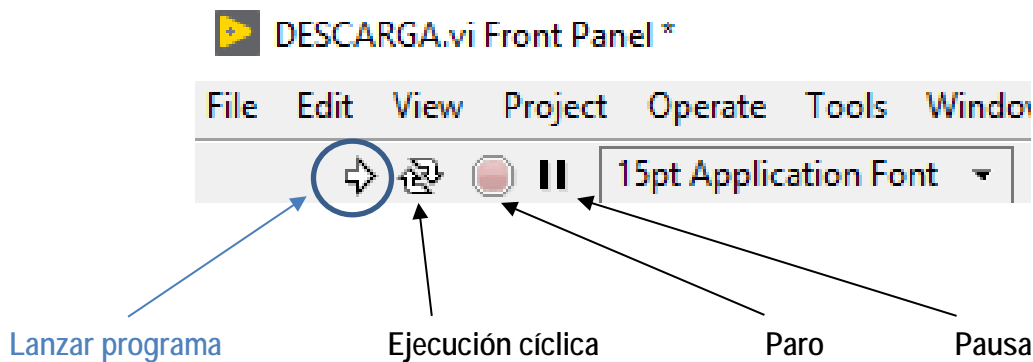 DESCARGA.vi Front Panel *
File Edit View Project Operate Tools Window
15pt Application Font
Lanzar programa Ejecución cíclica Paro Pausa